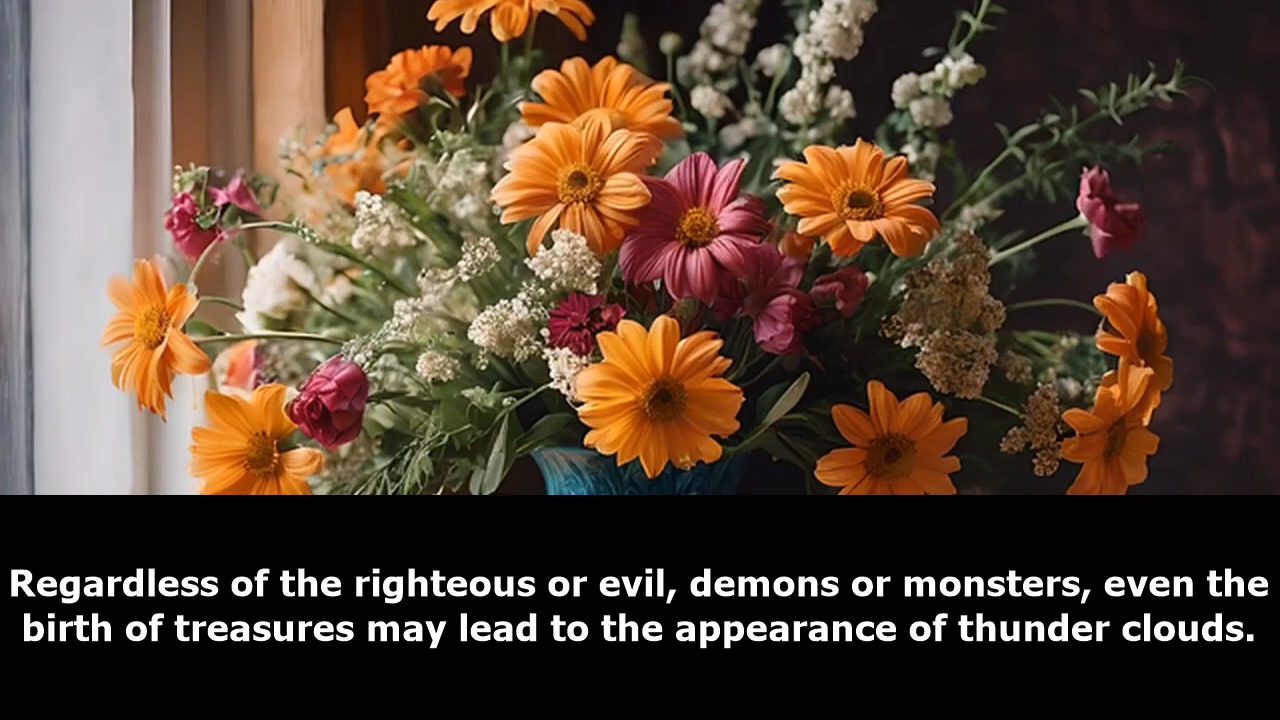 Regardless of the righteous or evil, demons or monsters, even the
birth of treasures may lead to the appearance of thunder clouds.